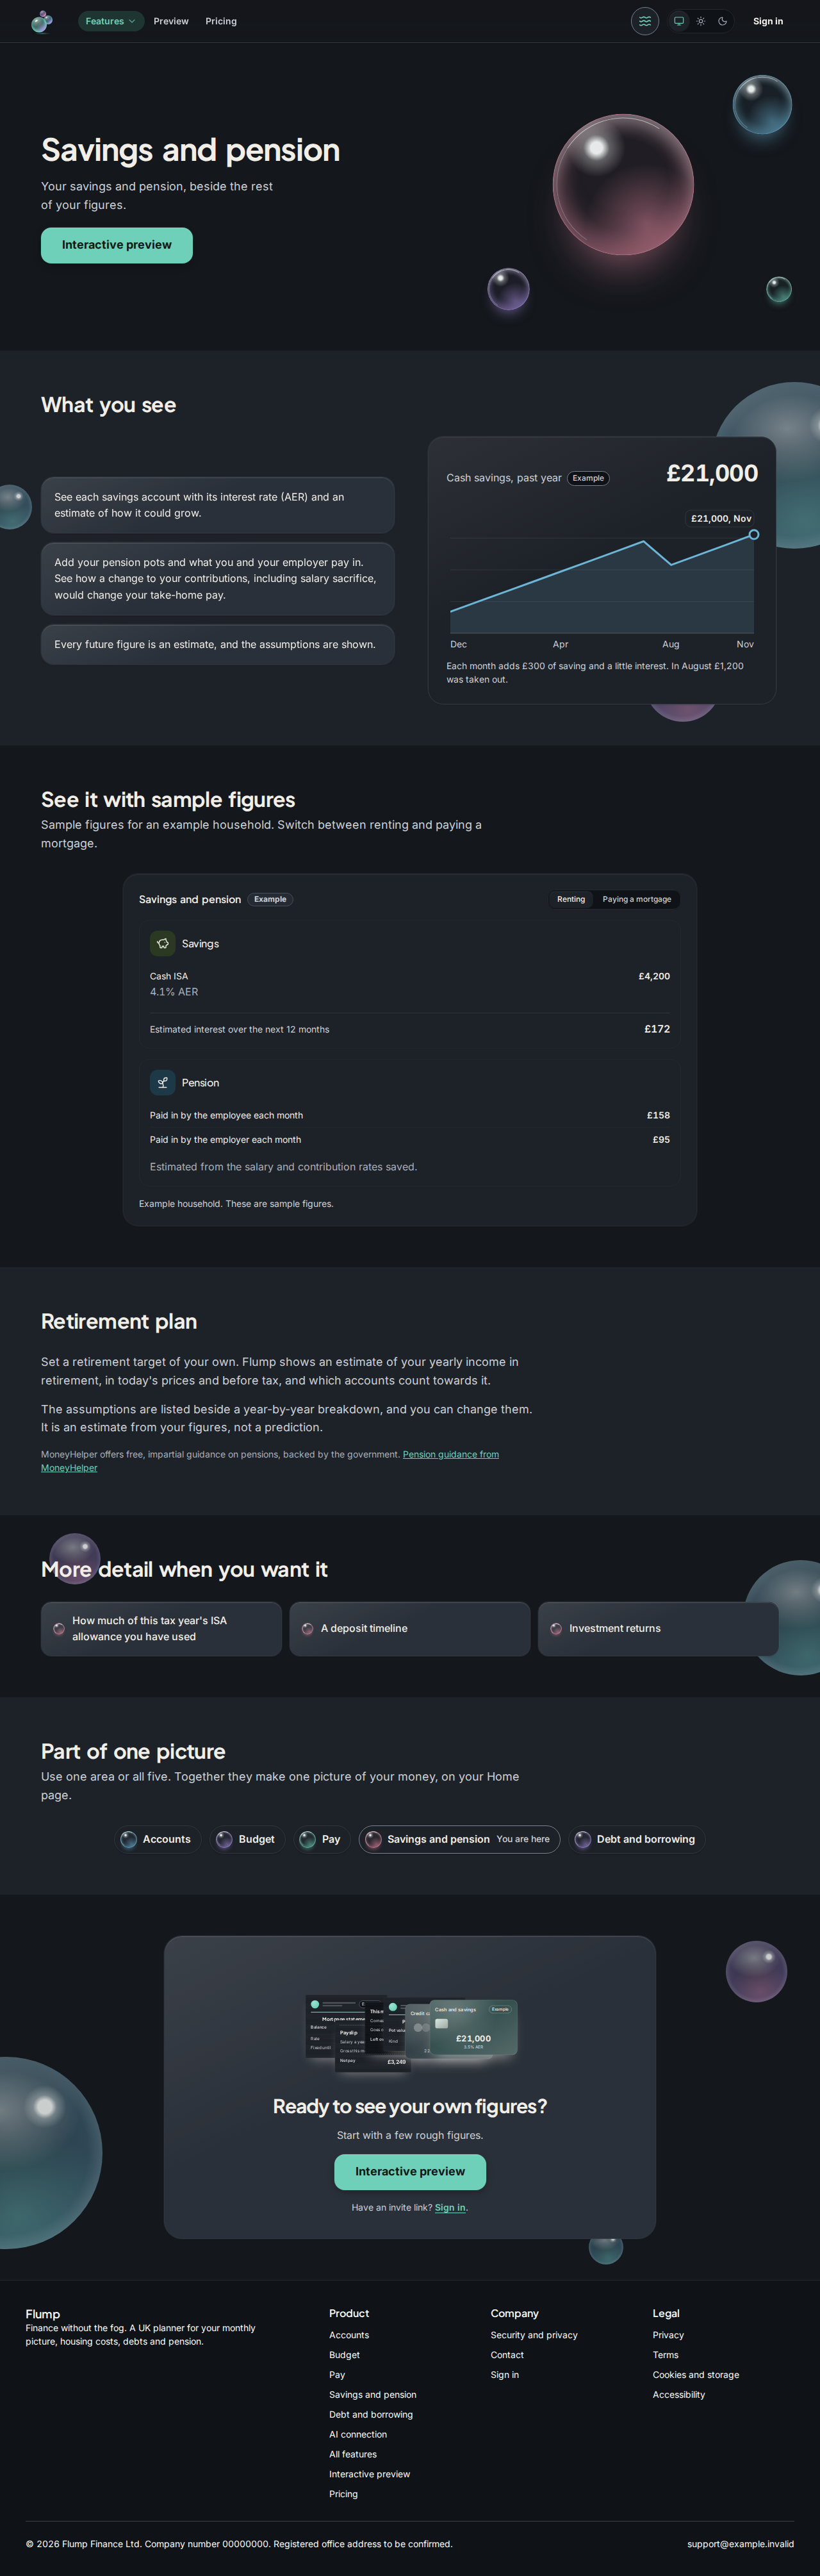 Features
Preview
Pricing
Sign in
Savings and pension
Your savings and pension, beside the rest
of your figures.
Interactive preview
What you see
See each savings account with its interest rate (AER) and an
estimate of how it could grow.
Add your pension pots and what you and your employer pay in.
See how a change to your contributions, including salary sacrifice,
would change your take-home pay.
Every future figure is an estimate, and the assumptions are shown.
Cash savings, past year
Example
£21,000
£21,000, Nov
Dec
Apr
Aug
Nov
Each month adds £300 of saving and a little interest. In August £1,200
was taken out.
See it with sample figures
Sample figures for an example household. Switch between renting and paying a
mortgage.
Savings and pension
Example
Renting
Paying a mortgage
Savings
Cash ISA
£4,200
4.1% AER
Estimated interest over the next 12 months
£172
Pension
Paid in by the employee each month
£158
Paid in by the employer each month
£95
Estimated from the salary and contribution rates saved.
Example household. These are sample figures.
Retirement plan
Set a retirement target of your own. Flump shows an estimate of your yearly income in
retirement, in today's prices and before tax, and which accounts count towards it.
The assumptions are listed beside a year-by-year breakdown, and you can change them.
It is an estimate from your figures, not a prediction.
MoneyHelper offers free, impartial guidance on pensions, backed by the government. Pension guidance from
MoneyHelper
More detail when you want it
How much of this tax year's ISA
allowance you have used
A deposit timeline
Investment returns
Part of one picture
Use one area or all five. Together they make one picture of your money, on your Home
page.
Accounts
Budget
Pay
Savings and pension
You are here
Debt and borrowing
Balance
Rate
Payslip
Net pay
£3,249
Cash and savings
Example
£21,000
Ready to see your own figures?
Start with a few rough figures.
Interactive preview
Have an invite link? Sign in.
Flump
Finance without the fog. A UK planner for your monthly
picture, housing costs, debts and pension.
Product
Accounts
Budget
Pay
Savings and pension
Debt and borrowing
AI connection
All features
Interactive preview
Pricing
Company
Security and privacy
Contact
Sign in
Legal
Privacy
Terms
Cookies and storage
Accessibility
© 2026 Flump Finance Ltd. Company number 00000000. Registered office address to be confirmed.
support@example.invalid